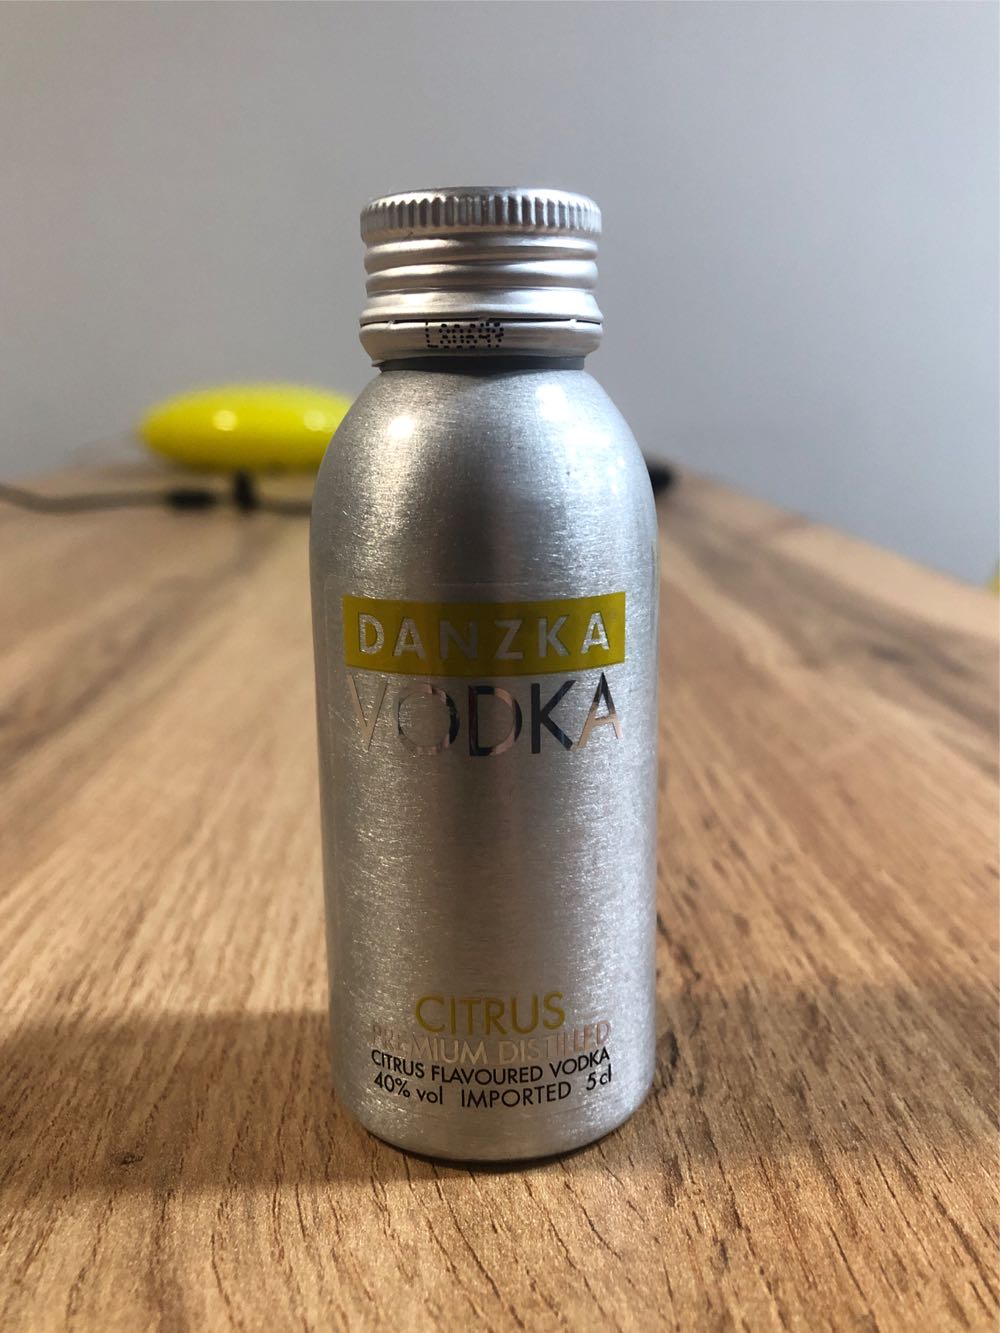 DANZKA
VODKA
CITRUS
PREMIUM DISTILLED
CITRUS FLAVOURED VODKA
40% vol IMPORTED 5cl